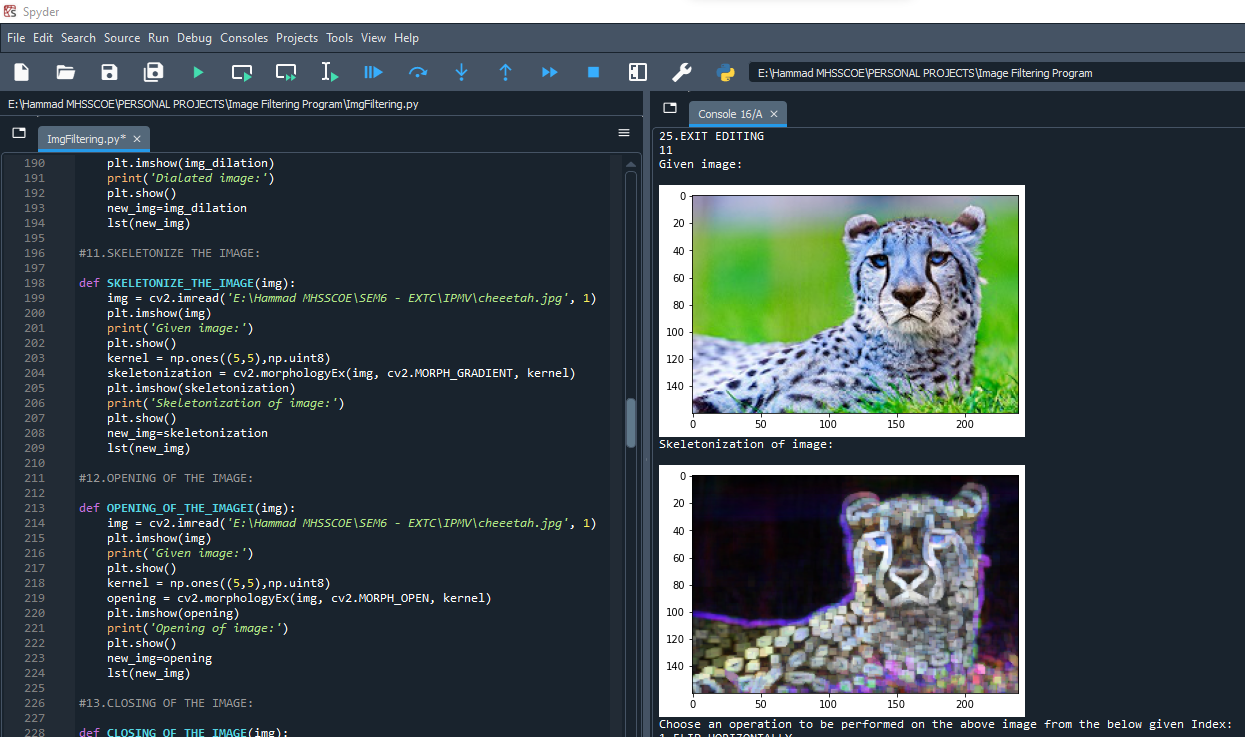 Spyder
File Edit Search Source Run Debug Consoles Projects Tools View Help
E:\Hammad MHSSCOE\PERSONAL PROJECTS\Image Filtering Program
E:\Hammad MHSSCOE\PERSONAL PROJECTS\Image Filtering Program\ImgFiltering.py
ImgFiltering.py*
190 plt.imshow(img_dilation)
191 print('Dialated image:')
192 plt.show()
193 new_img=img_dilation
194 lst(new_img)
195
196 #11.SKELETONIZE THE IMAGE:
197
198 def SKELETONIZE_THE_IMAGE(img):
199 img = cv2.imread('E:\Hammad MHSSCOE\SEM6 - EXTC\IPMV\cheeetah.jpg', 1)
200 plt.imshow(img)
201 print('Given image:')
202 plt.show()
203 kernel = np.ones((5,5),np.uint8)
204 skeletonization = cv2.morphologyEx(img, cv2.MORPH_GRADIENT, kernel)
205 plt.imshow(skeletonization)
206 print('Skeletonization of image:')
207 plt.show()
208 new_img=skeletonization
209 lst(new_img)
210
211 #12.OPENING OF THE IMAGE:
212
213 def OPENING_OF_THE_IMAGEI(img):
214 img = cv2.imread('E:\Hammad MHSSCOE\SEM6 - EXTC\IPMV\cheeetah.jpg', 1)
215 plt.imshow(img)
216 print('Given image:')
217 plt.show()
218 kernel = np.ones((5,5),np.uint8)
219 opening = cv2.morphologyEx(img, cv2.MORPH_OPEN, kernel)
220 plt.imshow(opening)
221 print('Opening of image:')
222 plt.show()
223 new_img=opening
224 lst(new_img)
225
226 #13.CLOSING OF THE IMAGE:
227
228 def CLOSING_OF_THE_IMAGE(img):
Console 16/A
25.EXIT EDITING
11
Given image:
0
20
40
60
80
100
120
140
0 50 100 150 200
Skeletonization of image:
0
20
40
60
80
100
120
140
0 50 100 150 200
Choose an operation to be performed on the above image from the below given Index:
1.FLIP HORIZONTALLY